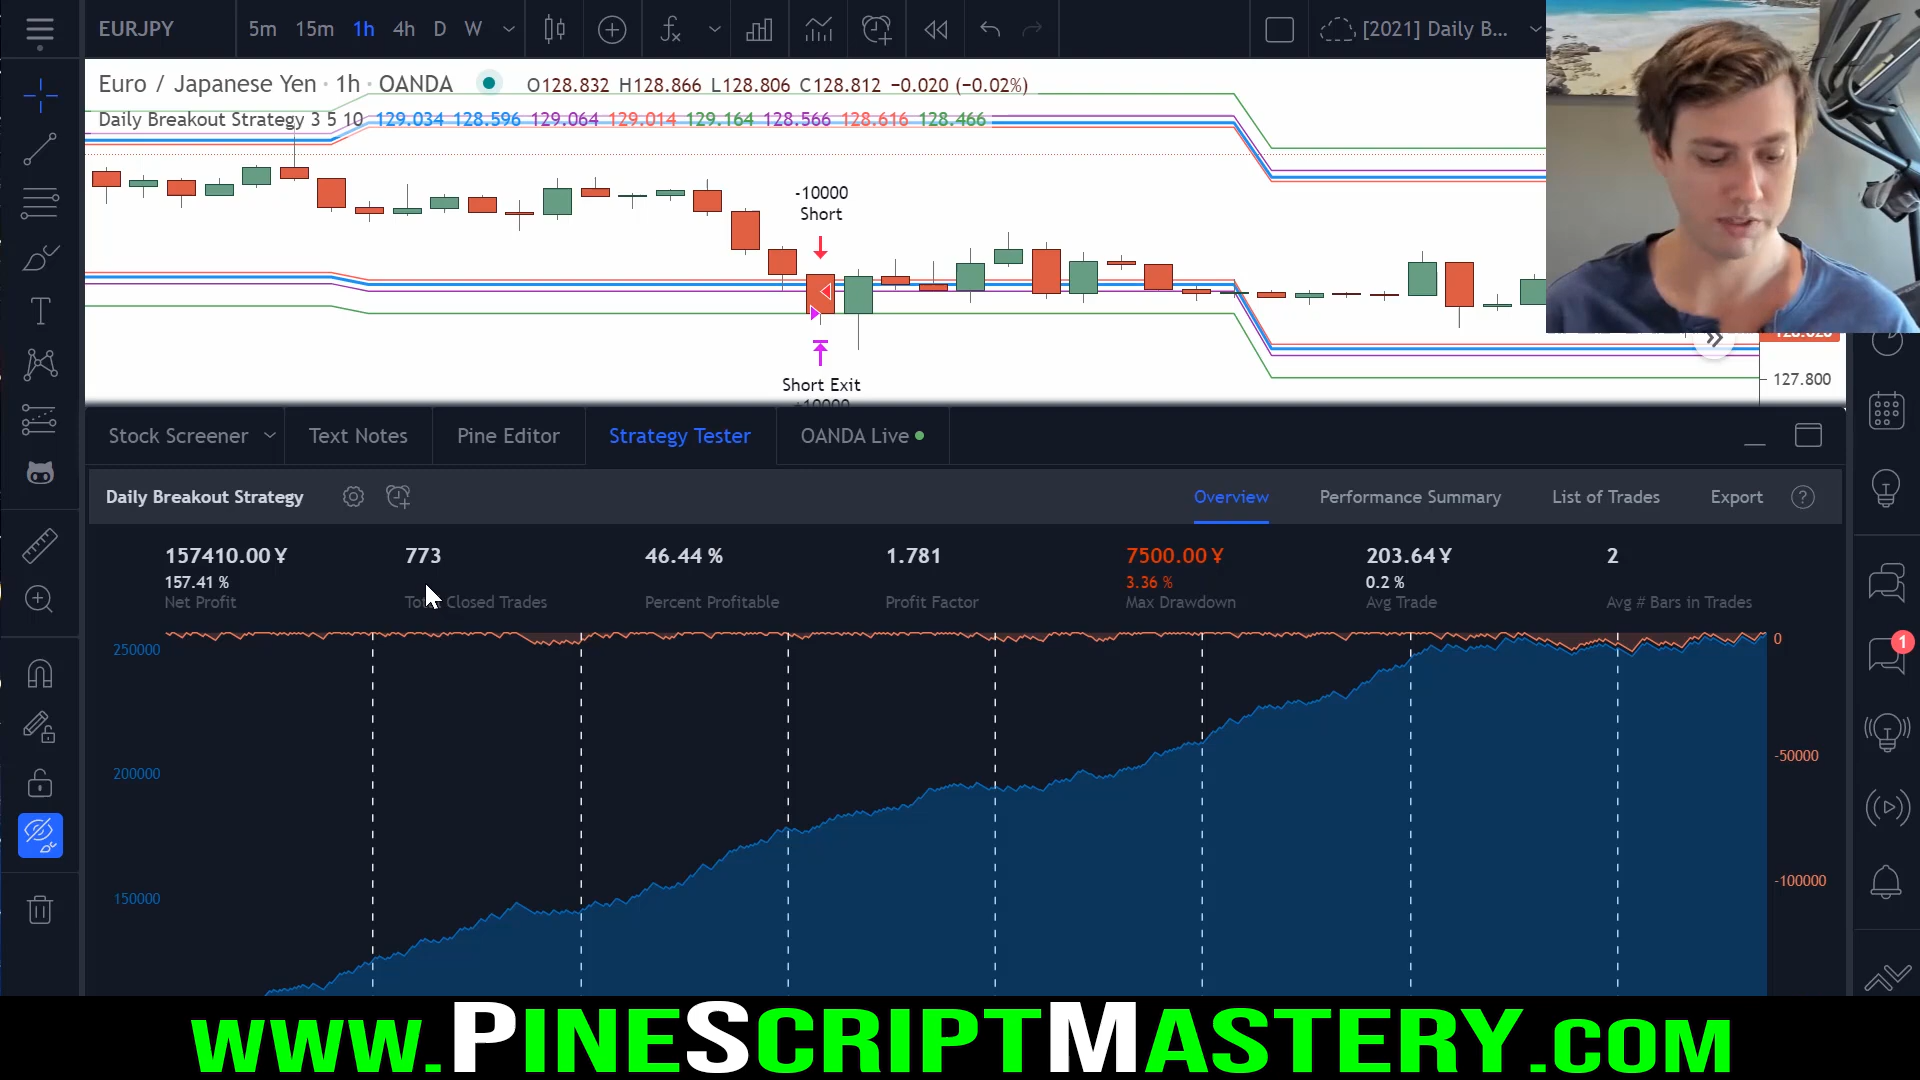 EURJPY 5m 15m 1h 4h D W [2021] Daily B...
Euro / Japanese Yen · 1h · OANDA O128.832 H128.866 L128.806 C128.812 −0.020 (−0.02%)
Daily Breakout Strategy 3 5 10 129.034 128.596 129.064 129.014 129.164 128.566 128.616 128.466
-10000
Short
Short Exit
+10000
127.800
Stock Screener Text Notes Pine Editor Strategy Tester OANDA Live
Daily Breakout Strategy Overview Performance Summary List of Trades Export
157410.00 ¥ 773 46.44 % 1.781 7500.00 ¥ 203.64 ¥ 2
157.41 % 3.36 % 0.2 %
Net Profit Total Closed Trades Percent Profitable Profit Factor Max Drawdown Avg Trade Avg # Bars in Trades
250000 0
1
200000 -50000
150000 -100000
www.PineScriptMastery.com